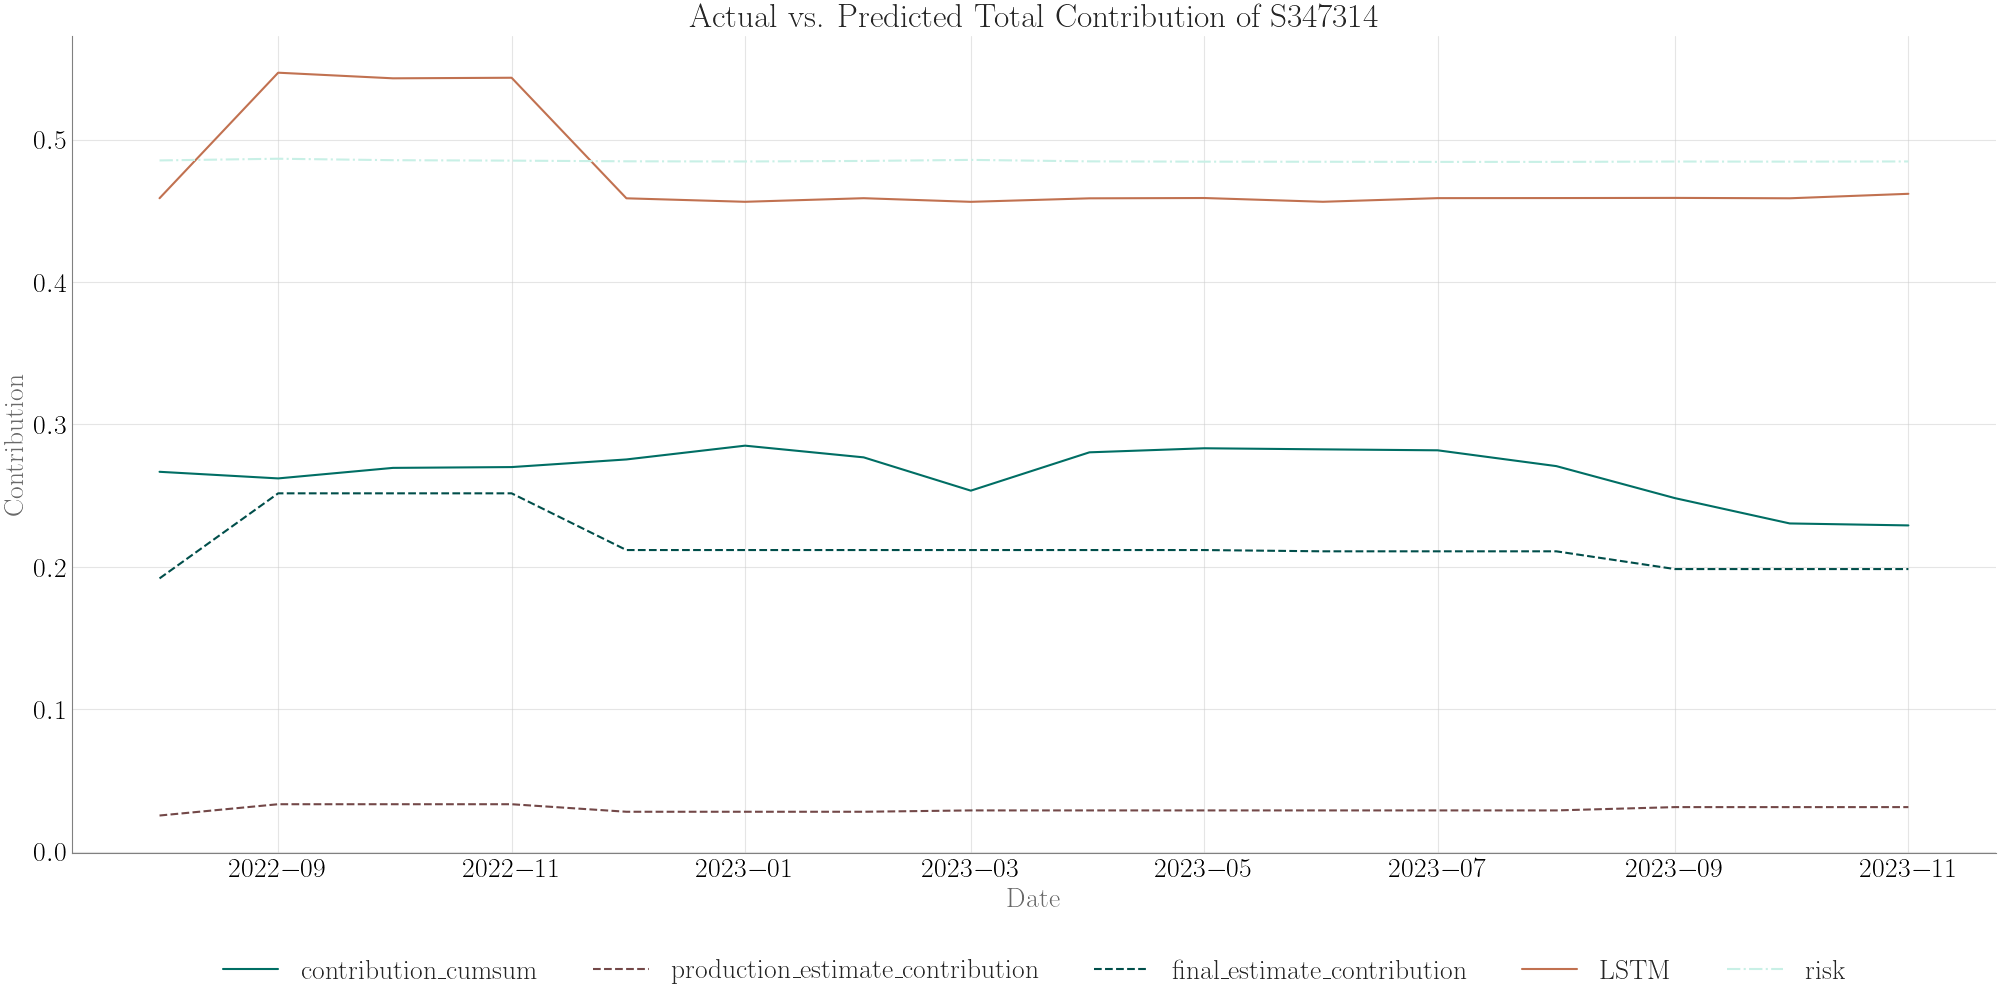 Actual vs. Predicted Total Contribution of S347314
Contribution
0.5
0.4
0.3
0.2
0.1
0.0
2022−09 2022−11 2023−01 2023−03 2023−05 2023−07 2023−09 2023−11
Date
contribution_cumsum production_estimate_contribution final_estimate_contribution LSTM risk